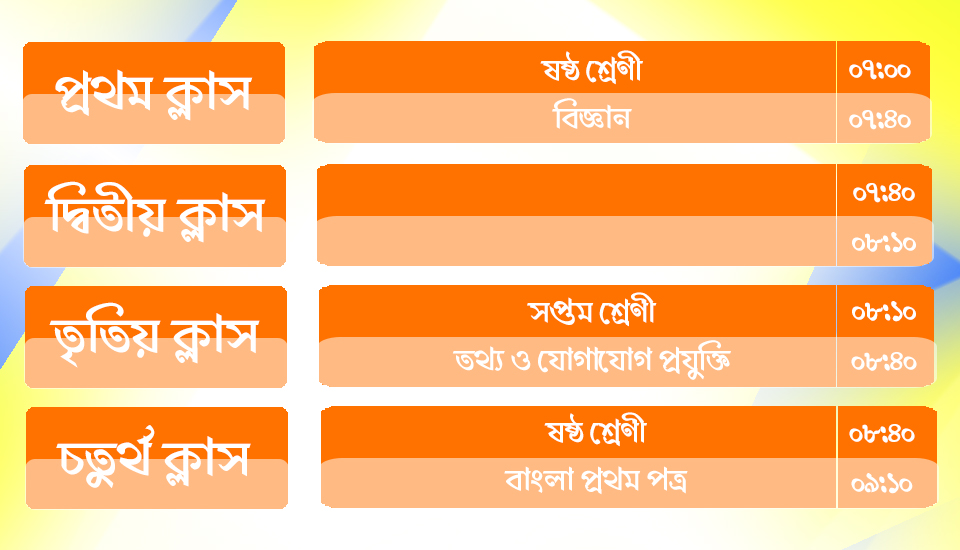 প্রথম ক্লাস
ষষ্ঠ শ্রেণী
০৭:০০
বিজ্ঞান
০৭:৪০
দ্বিতীয় ক্লাস
০৭:৪০
০৮:১০
তৃতিয় ক্লাস
সপ্তম শ্রেণী
০৮:১০
তথ্য ও যোগাযোগ প্রযুক্তি
০৮:৪০
চতুর্থ ক্লাস
ষষ্ঠ শ্রেণী
০৮:৪০
বাংলা প্রথম পত্র
০৯:১০